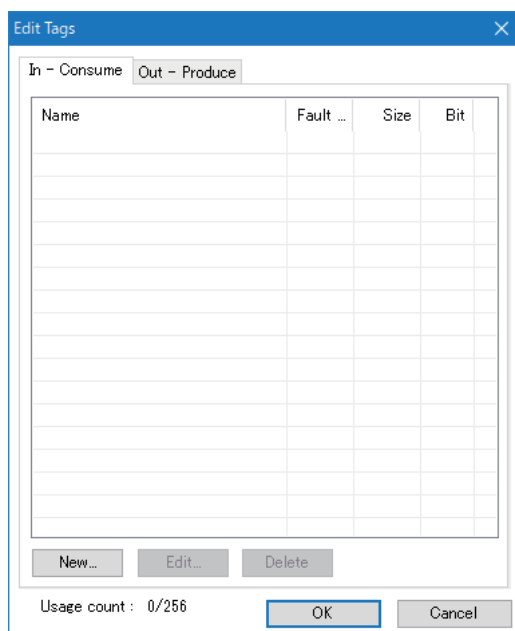 Edit Tags
In - Consume Out - Produce
Name Fault ... Size Bit
New... Edit... Delete
Usage count : 0/256
OK Cancel